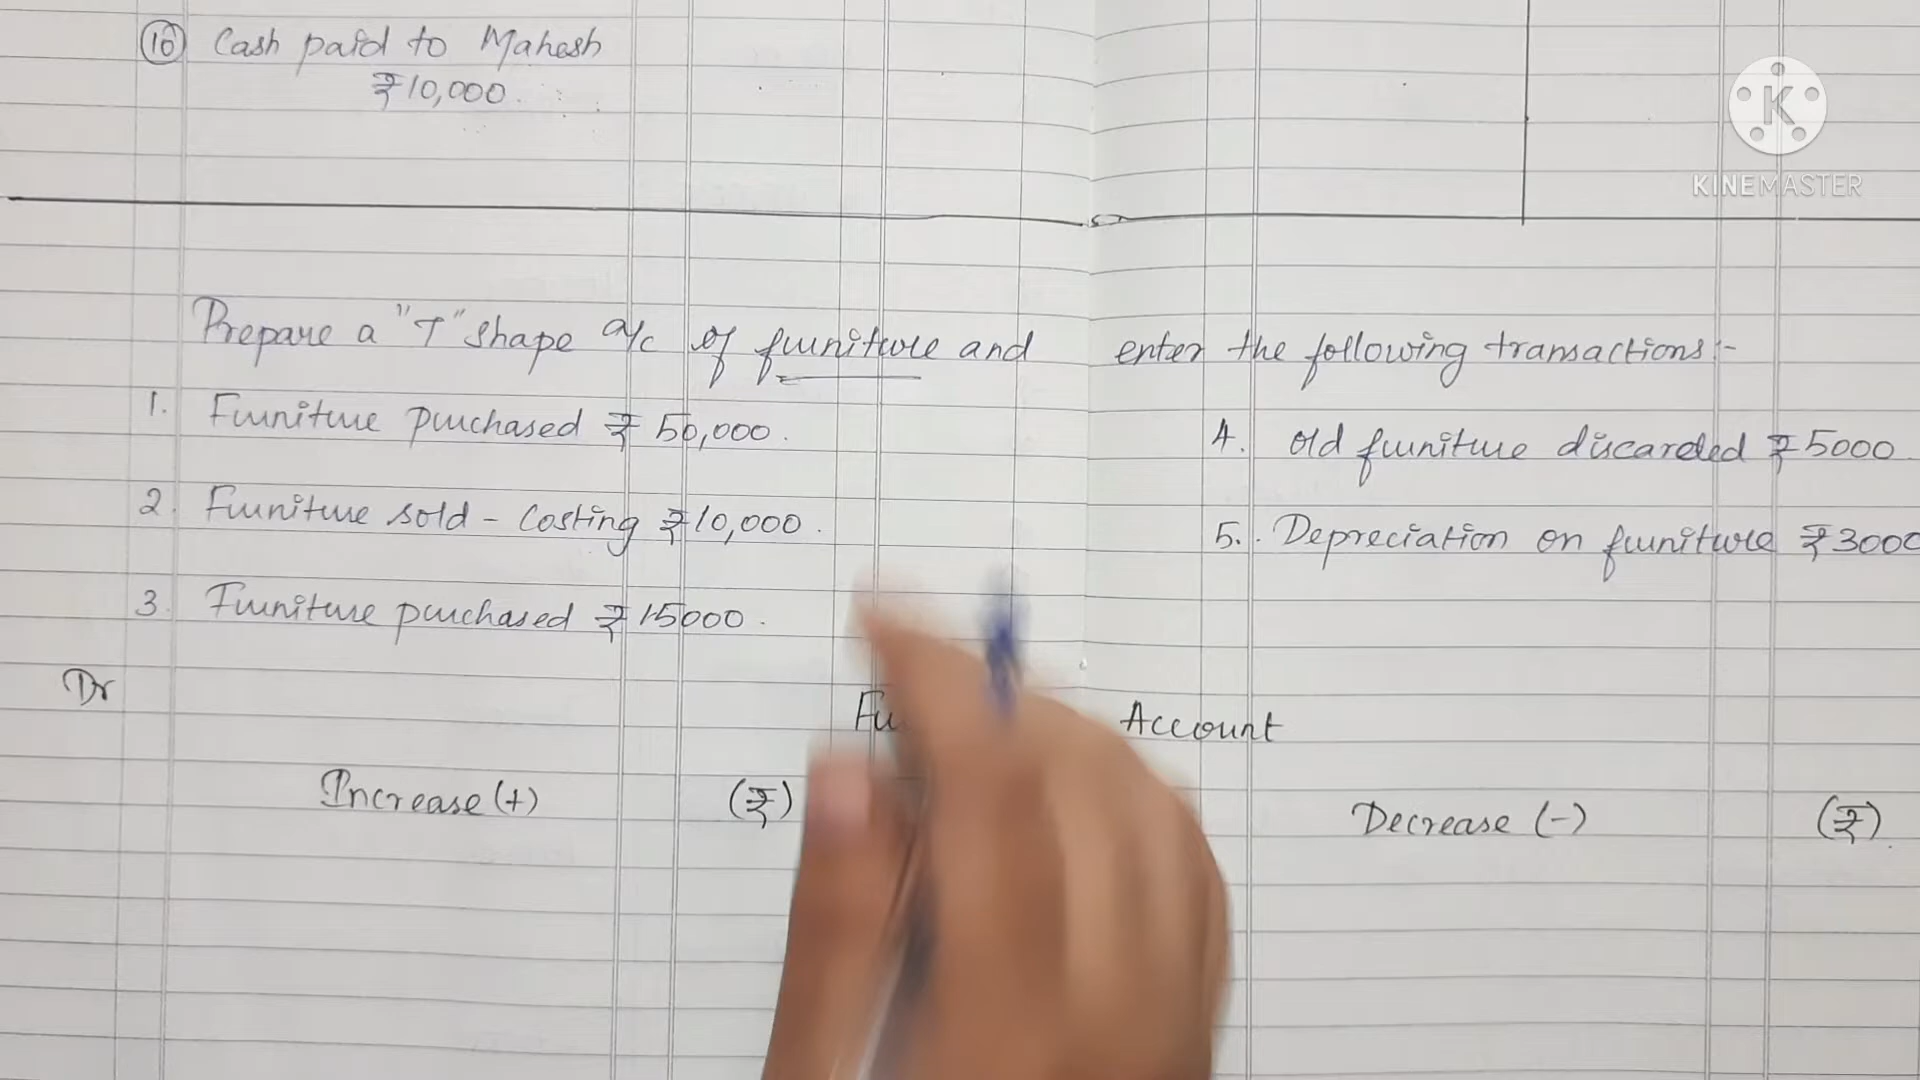 (10) Cash paid to Mahesh
₹10,000.
KINEMASTER
Prepare a "T" shape a/c of furniture and enter the following transactions:-
1. Furniture purchased ₹ 50,000.
2. Furniture sold - Costing ₹10,000.
3. Furniture purchased ₹ 15000.
4. old furniture discarded ₹5000
5. Depreciation on furniture ₹3000
Dr
Fu Account
Increase (+) (₹) Decrease (-) (₹)